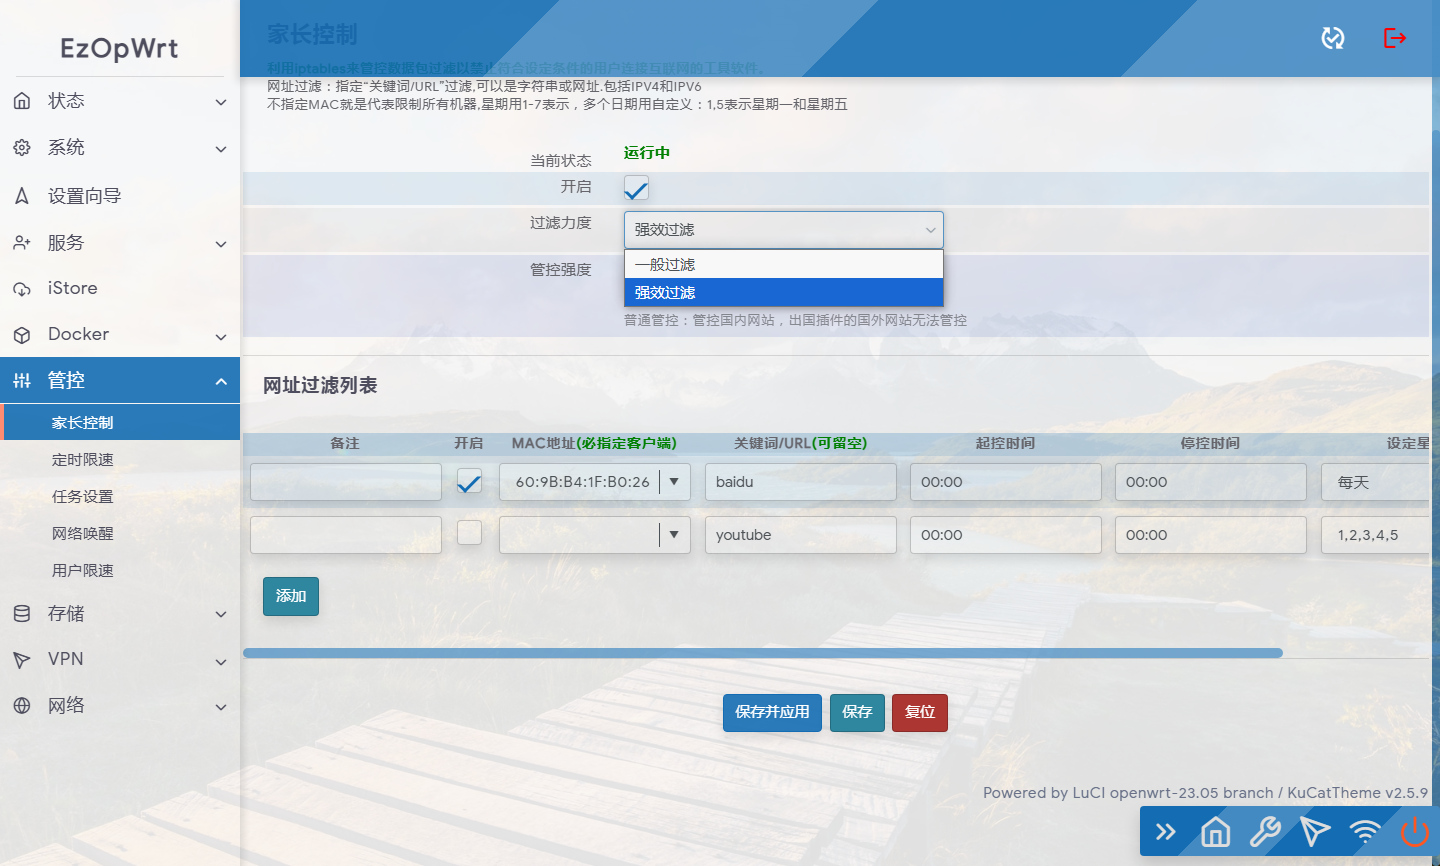 EzOpWrt
状态
系统
设置向导
服务
iStore
Docker
管控
家长控制
定时限速
任务设置
网络唤醒
用户限速
存储
VPN
网络
家长控制
利用iptables来管控数据包过滤以禁止符合设定条件的用户连接互联网的工具软件。
网址过滤：指定“关键词/URL”过滤,可以是字符串或网址.包括IPV4和IPV6
不指定MAC就是代表限制所有机器,星期用1-7表示，多个日期用自定义：1,5表示星期一和星期五
当前状态 运行中
开启
过滤力度 强效过滤
一般过滤
管控强度
强效过滤
普通管控：管控国内网站，出国插件的国外网站无法管控
网址过滤列表
备注 开启 MAC地址(必指定客户端) 关键词/URL(可留空) 起控时间 停控时间 设定星
60:9B:B4:1F:B0:26 ▼ baidu 00:00 00:00 每天
▼ youtube 00:00 00:00 1,2,3,4,5
添加
保存并应用 保存 复位
Powered by LuCI openwrt-23.05 branch / KuCatTheme v2.5.9